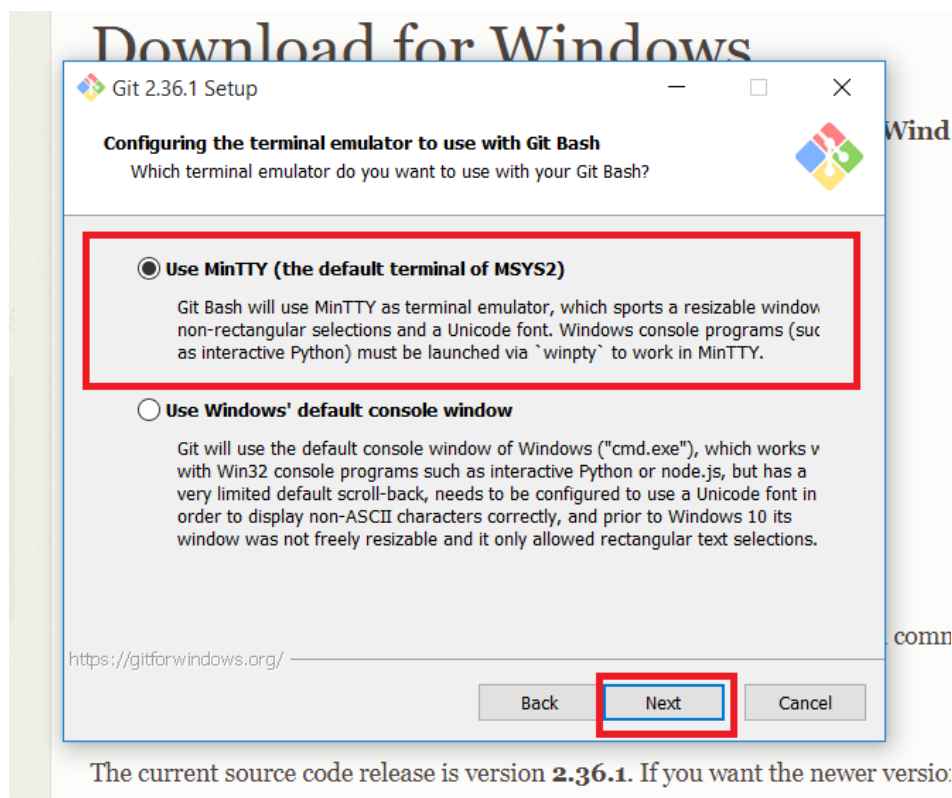 Download for Windows
Git 2.36.1 Setup
Wind
Configuring the terminal emulator to use with Git Bash
Which terminal emulator do you want to use with your Git Bash?
Use MinTTY (the default terminal of MSYS2)
Git Bash will use MinTTY as terminal emulator, which sports a resizable window
non-rectangular selections and a Unicode font. Windows console programs (suc
as interactive Python) must be launched via `winpty` to work in MinTTY.
Use Windows' default console window
Git will use the default console window of Windows ("cmd.exe"), which works w
with Win32 console programs such as interactive Python or node.js, but has a
very limited default scroll-back, needs to be configured to use a Unicode font in
order to display non-ASCII characters correctly, and prior to Windows 10 its
window was not freely resizable and it only allowed rectangular text selections.
comm
https://gitforwindows.org/
Back Next Cancel
The current source code release is version 2.36.1. If you want the newer versio